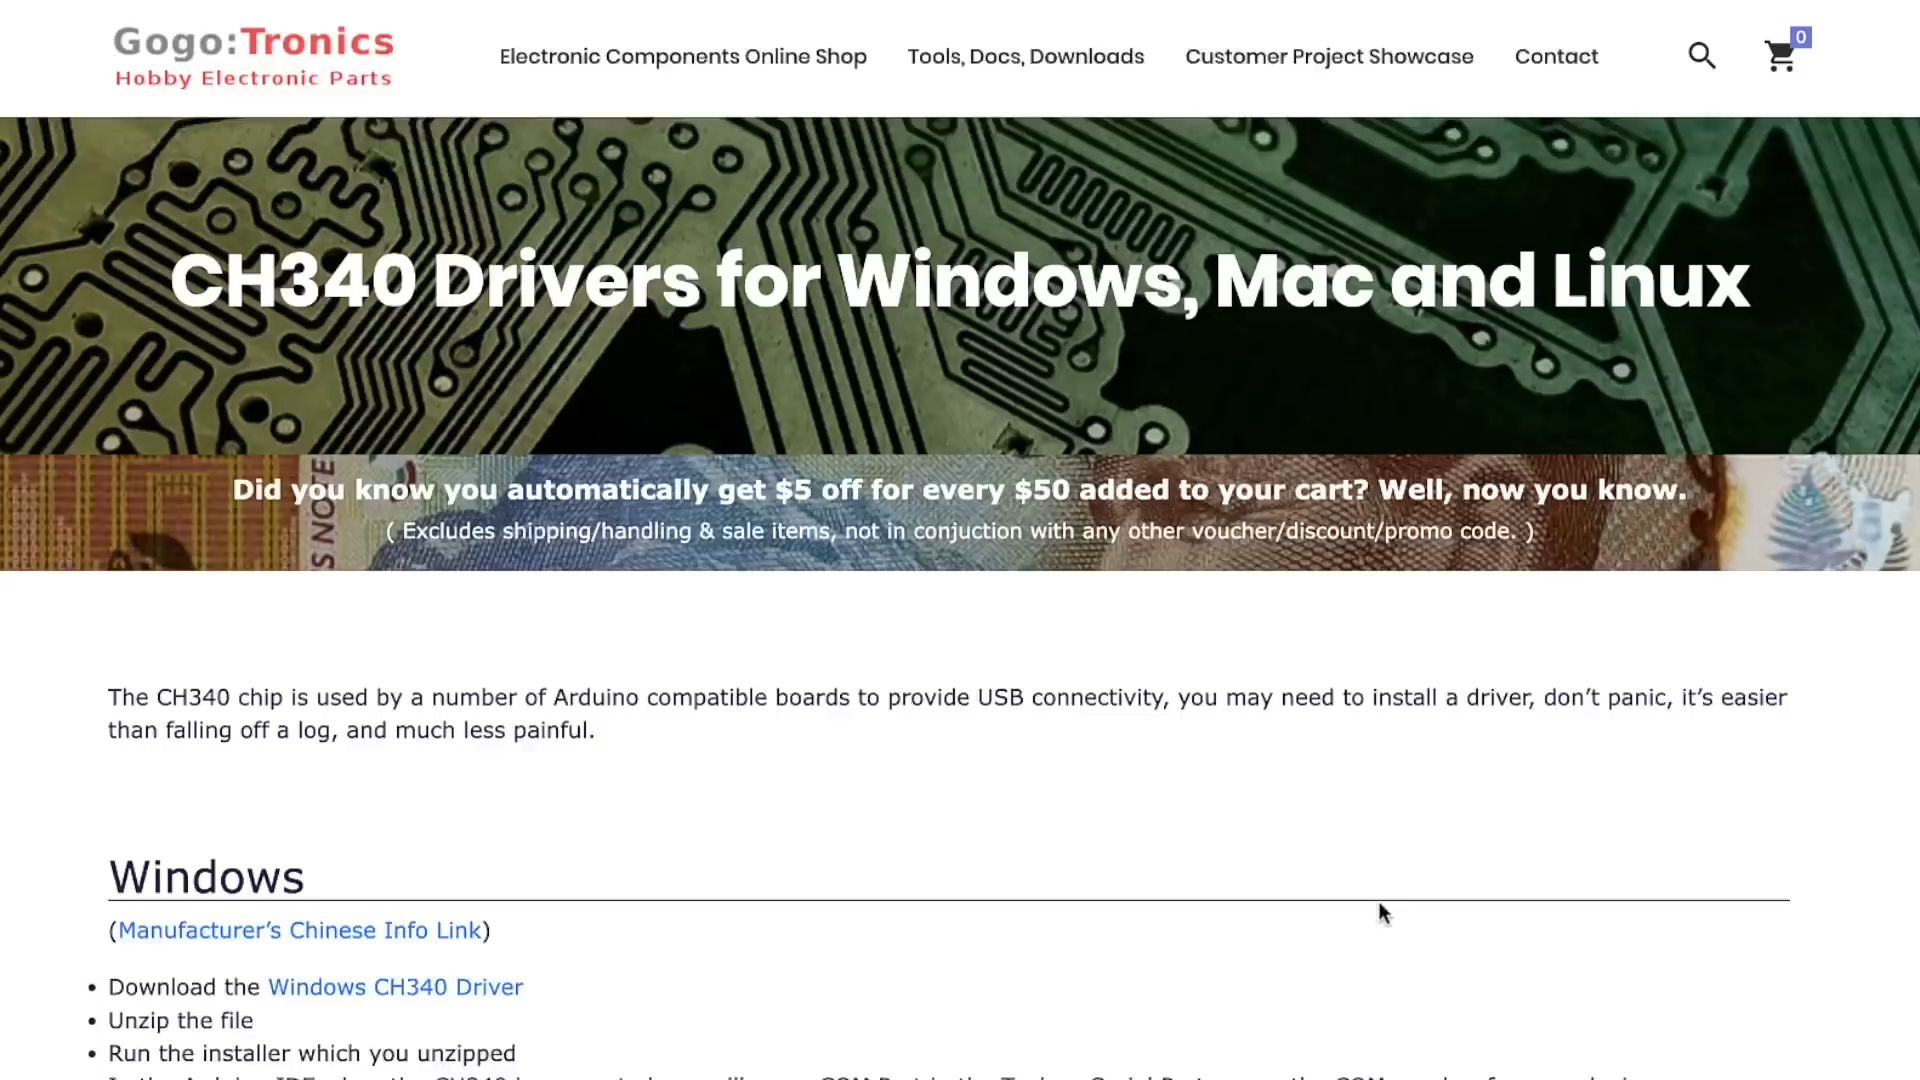 Gogo:Tronics
Hobby Electronic Parts
Electronic Components Online Shop
Tools, Docs, Downloads
Customer Project Showcase
Contact
0
CH340 Drivers for Windows, Mac and Linux
S NOTE
Did you know you automatically get $5 off for every $50 added to your cart? Well, now you know.
( Excludes shipping/handling & sale items, not in conjuction with any other voucher/discount/promo code. )
The CH340 chip is used by a number of Arduino compatible boards to provide USB connectivity, you may need to install a driver, don’t panic, it’s easier
than falling off a log, and much less painful.
Windows
(Manufacturer’s Chinese Info Link)
• Download the Windows CH340 Driver
• Unzip the file
• Run the installer which you unzipped